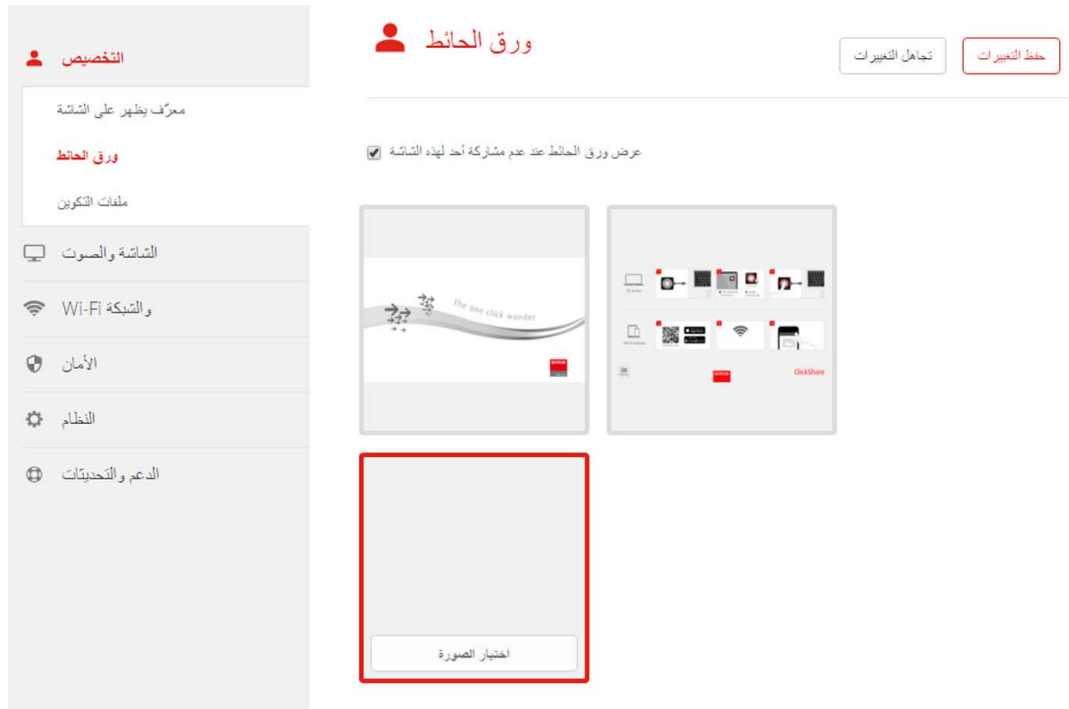 التخصيص
معرّف يظهر على الشاشة
ورق الحائط
ملفات التكوين
الشاشة والصوت
والشبكة Wi-Fi
الأمان
النظام
الدعم والتحديثات
ورق الحائط
تجاهل التغييرات
حفظ التغييرات
عرض ورق الحائط عند عدم مشاركة أحد لهذه الشاشة
The one click wonder
ClickShare
اختيار الصورة